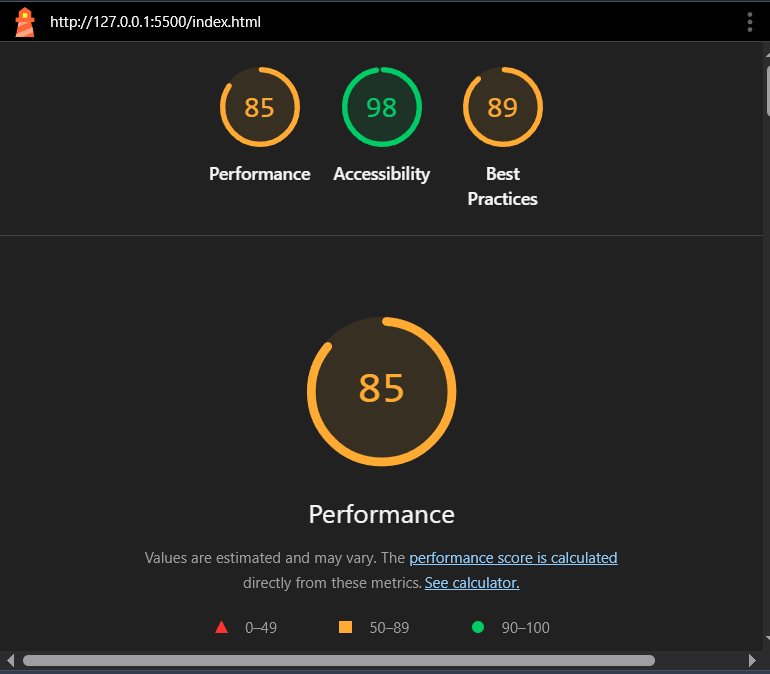 http://127.0.0.1:5500/index.html
85
98
89
Performance
Accessibility
Best
Practices
85
Performance
Values are estimated and may vary. The performance score is calculated
directly from these metrics. See calculator.
0–49
50–89
90–100